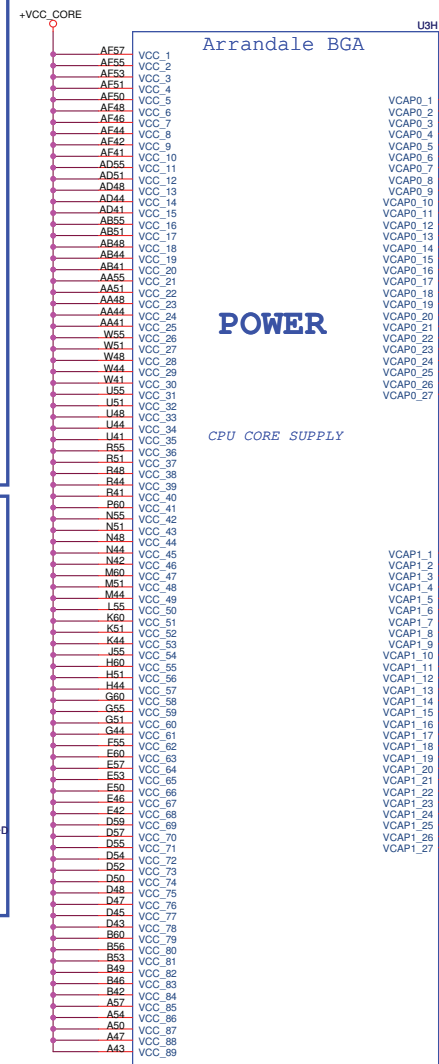 +VCC_CORE
U3H
Arrandale BGA
AF57 VCC_1
AF55 VCC_2
AF53 VCC_3
AF51 VCC_4
AF50 VCC_5
AF48 VCC_6
AF46 VCC_7
AF44 VCC_8
AF42 VCC_9
AF41 VCC_10
AD55 VCC_11
AD51 VCC_12
AD48 VCC_13
AD44 VCC_14
AD41 VCC_15
AB55 VCC_16
AB51 VCC_17
AB48 VCC_18
AB44 VCC_19
AB41 VCC_20
AA55 VCC_21
AA51 VCC_22
AA48 VCC_23
AA44 VCC_24
AA41 VCC_25
W55 VCC_26
W51 VCC_27
W48 VCC_28
W44 VCC_29
W41 VCC_30
U55 VCC_31
U51 VCC_32
U48 VCC_33
U44 VCC_34
U41 VCC_35
R55 VCC_36
R51 VCC_37
R48 VCC_38
R44 VCC_39
R41 VCC_40
P60 VCC_41
N55 VCC_42
N51 VCC_43
N48 VCC_44
N44 VCC_45
N42 VCC_46
M60 VCC_47
M51 VCC_48
M44 VCC_49
L55 VCC_50
K60 VCC_51
K51 VCC_52
K44 VCC_53
J55 VCC_54
H60 VCC_55
H51 VCC_56
H44 VCC_57
G60 VCC_58
G55 VCC_59
G51 VCC_60
G44 VCC_61
F55 VCC_62
E60 VCC_63
E57 VCC_64
E53 VCC_65
E50 VCC_66
E46 VCC_67
E42 VCC_68
D59 VCC_69
D57 VCC_70
D55 VCC_71
D54 VCC_72
D52 VCC_73
D50 VCC_74
D48 VCC_75
D47 VCC_76
D45 VCC_77
D43 VCC_78
B60 VCC_79
B56 VCC_80
B53 VCC_81
B49 VCC_82
B46 VCC_83
B42 VCC_84
A57 VCC_85
A54 VCC_86
A50 VCC_87
A47 VCC_88
A43 VCC_89
POWER
CPU CORE SUPPLY
VCAP0_1
VCAP0_2
VCAP0_3
VCAP0_4
VCAP0_5
VCAP0_6
VCAP0_7
VCAP0_8
VCAP0_9
VCAP0_10
VCAP0_11
VCAP0_12
VCAP0_13
VCAP0_14
VCAP0_15
VCAP0_16
VCAP0_17
VCAP0_18
VCAP0_19
VCAP0_20
VCAP0_21
VCAP0_22
VCAP0_23
VCAP0_24
VCAP0_25
VCAP0_26
VCAP0_27
VCAP1_1
VCAP1_2
VCAP1_3
VCAP1_4
VCAP1_5
VCAP1_6
VCAP1_7
VCAP1_8
VCAP1_9
VCAP1_10
VCAP1_11
VCAP1_12
VCAP1_13
VCAP1_14
VCAP1_15
VCAP1_16
VCAP1_17
VCAP1_18
VCAP1_19
VCAP1_20
VCAP1_21
VCAP1_22
VCAP1_23
VCAP1_24
VCAP1_25
VCAP1_26
VCAP1_27